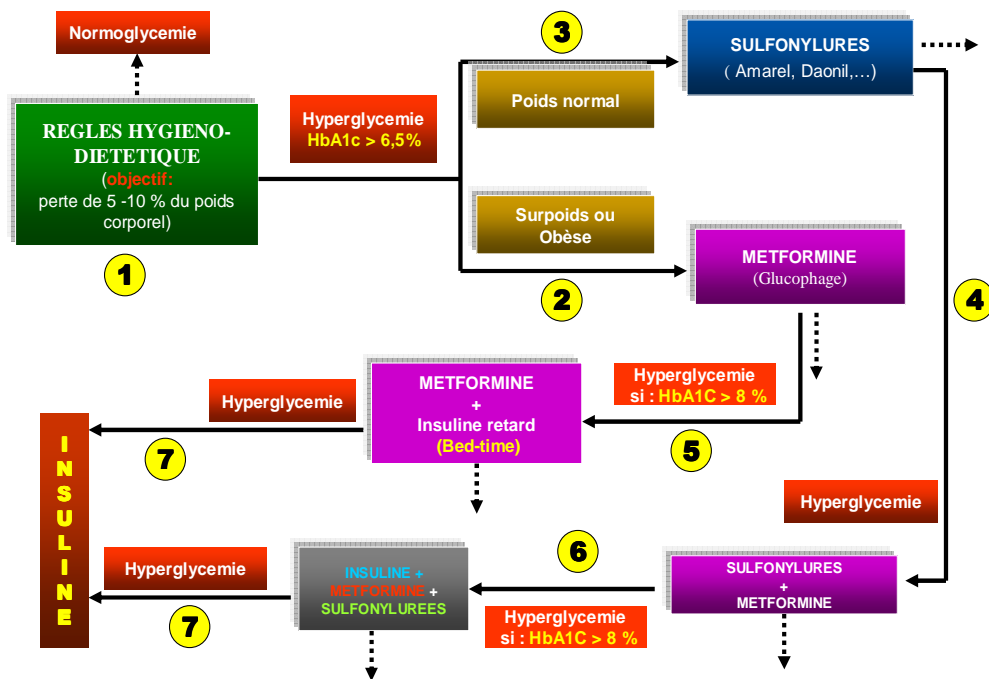 Normoglycemie
3
SULFONYLURES
( Amarel, Daonil,...)
REGLES HYGIENO-
DIETETIQUE
(objectif:
perte de 5 -10 % du poids
corporel)
1
Hyperglycemie
HbA1c > 6,5%
Poids normal
Surpoids ou
Obèse
2
METFORMINE
(Glucophage)
4
METFORMINE
+
Insuline retard
(Bed-time)
Hyperglycemie
si : HbA1C > 8 %
5
Hyperglycemie
7
INSULINE
Hyperglycemie
SULFONYLURES
+
METFORMINE
6
Hyperglycemie
si : HbA1C > 8 %
INSULINE +
METFORMINE +
SULFONYLUREES
Hyperglycemie
7